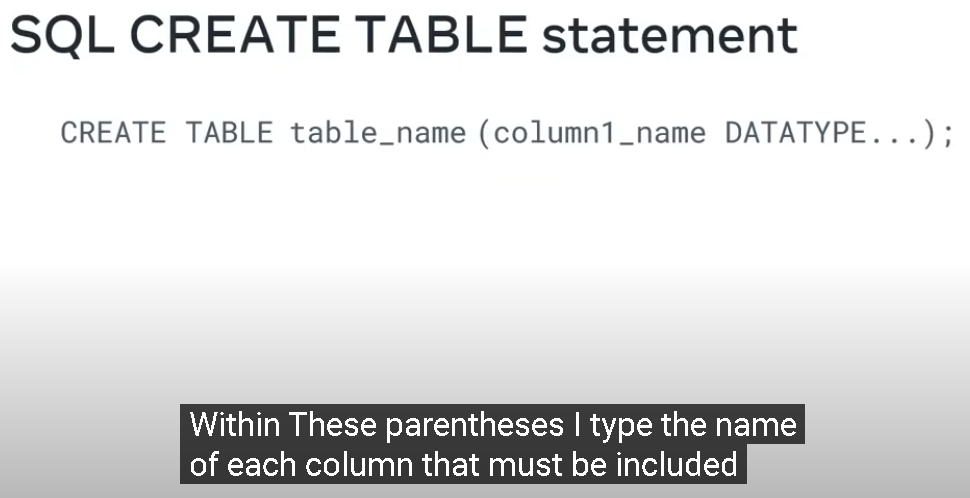 SQL CREATE TABLE statement
CREATE TABLE table_name (column1_name DATATYPE...);
Within These parentheses I type the name
of each column that must be included